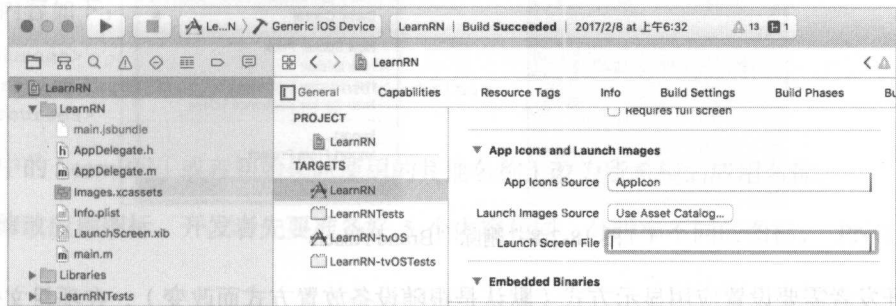 Le...N
Generic iOS Device
LearnRN | Build Succeeded | 2017/2/8 at 上午6:32
13
1
LearnRN
LearnRN
main.jsbundle
AppDelegate.h
AppDelegate.m
Images.xcassets
Info.plist
LaunchScreen.xib
main.m
Libraries
LearnRNTests
LearnRN
General
Capabilities
Resource Tags
Info
Build Settings
Build Phases
Bu
PROJECT
LearnRN
TARGETS
LearnRN
LearnRNTests
LearnRN-tvOS
LearnRN-tvOSTests
Requires full screen
App Icons and Launch Images
App Icons Source AppIcon
Launch Images Source Use Asset Catalog...
Launch Screen File
Embedded Binaries